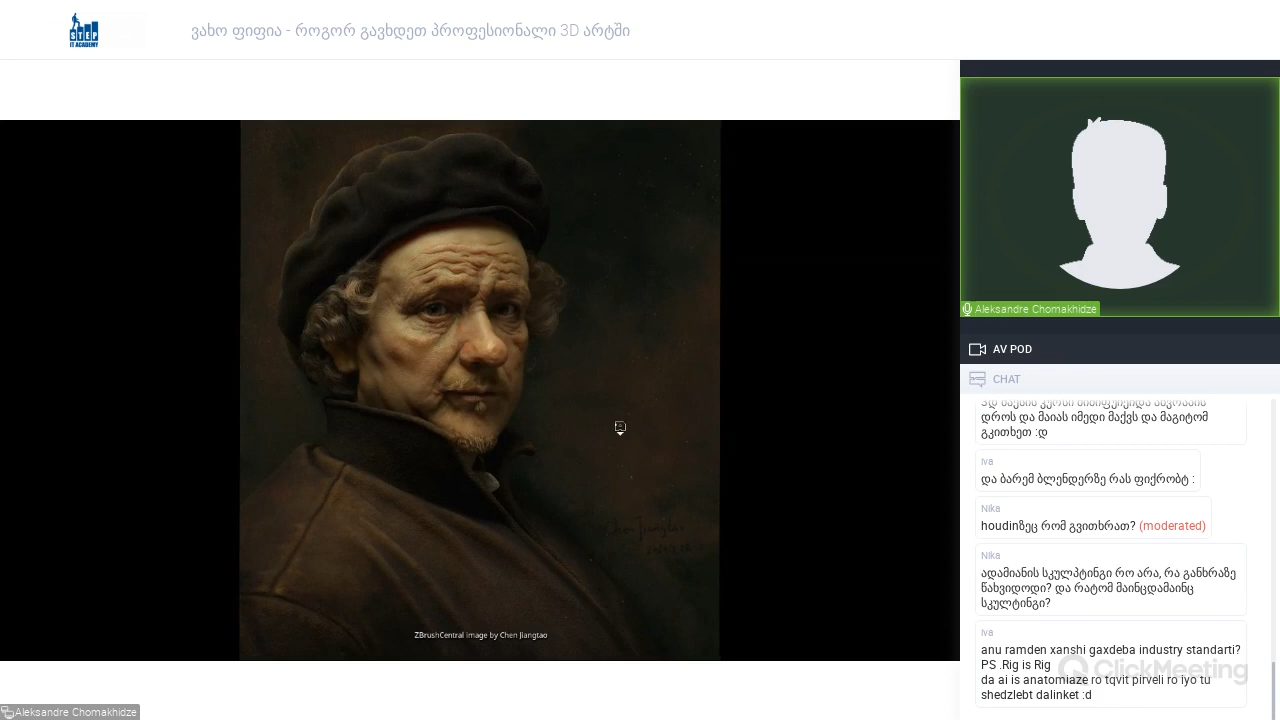 STEP
IT ACADEMY
ვახო ფიფია - როგორ გავხდეთ პროფესიონალი 3D არტში
ZBrushCentral image by Chen Jiangtao
Aleksandre Chomakhidze
Aleksandre Chomakhidze
AV POD
CHAT
დროს და მაიას იმედი მაქვს და მაგიტომ
გკითხეთ :დ
Iva
და ბარემ ბლენდერზე რას ფიქრობტ :
Nika
houdinზეც რომ გვითხრათ? (moderated)
Nika
ადამიანის სკულპტინგი რო არა, რა განხრაზე
წახვიდოდი? და რატომ მაინცდამაინც
სკულტინგი?
Iva
anu ramden xanshi gaxdeba industry standarti?
PS .Rig is Rig
da ai is anatomiaze ro tqvit pirveli ro iyo tu
shedzlebt dalinket :d
ClickMeeting